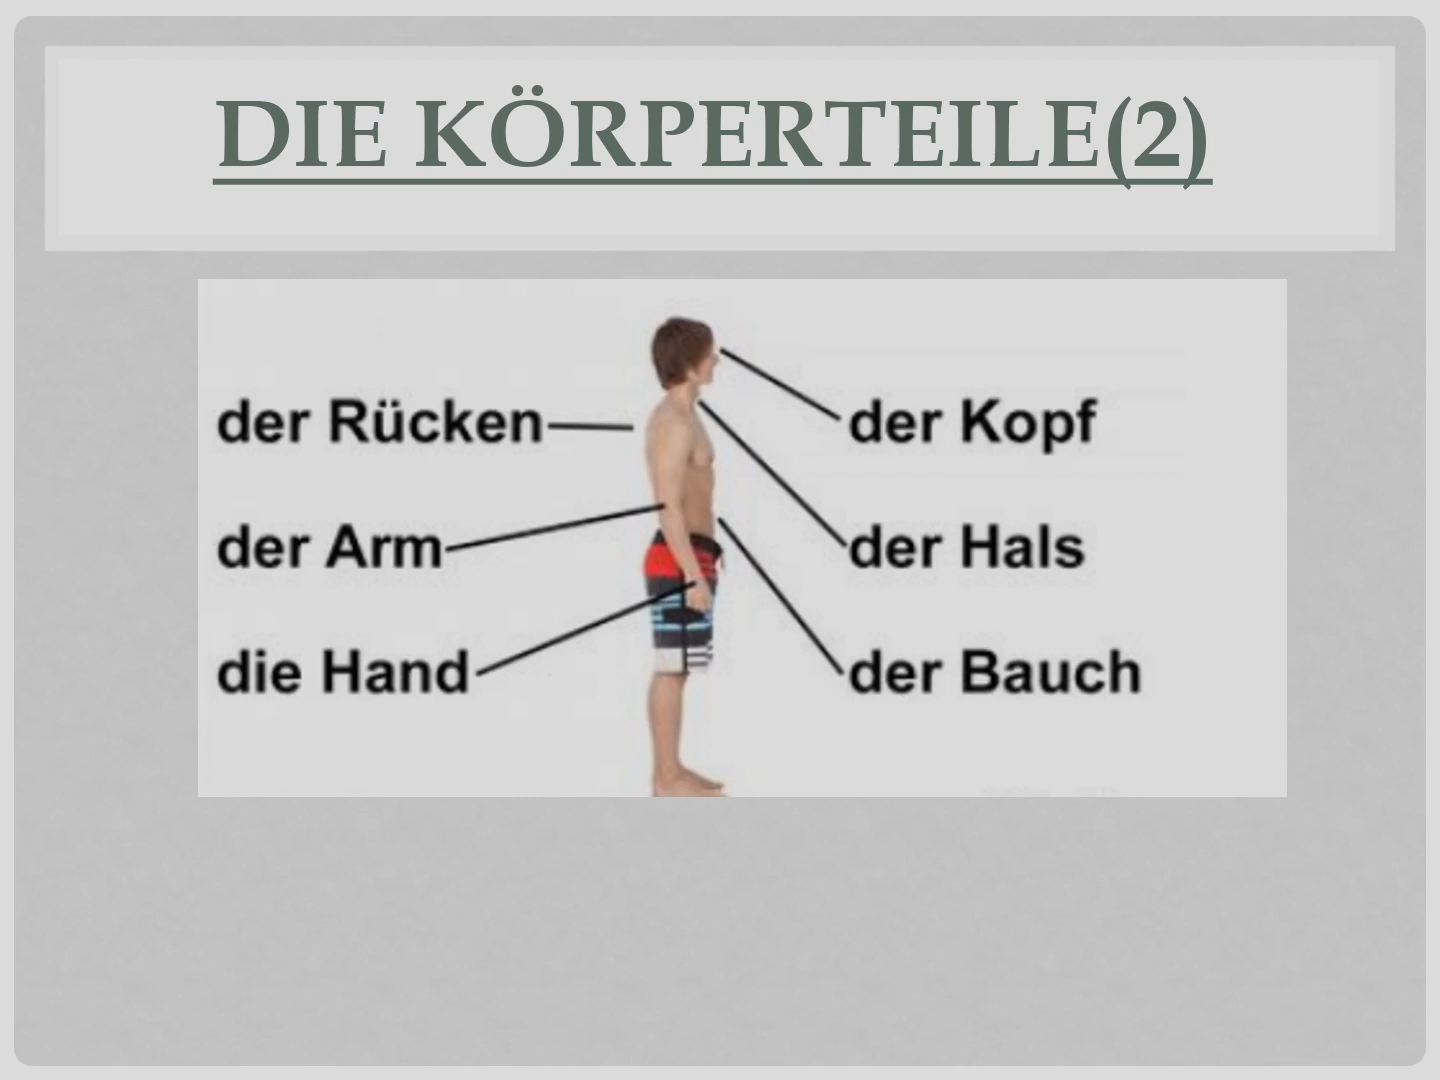 DIE KÖRPERTEILE(2)
der Rücken
der Arm
die Hand
der Kopf
der Hals
der Bauch